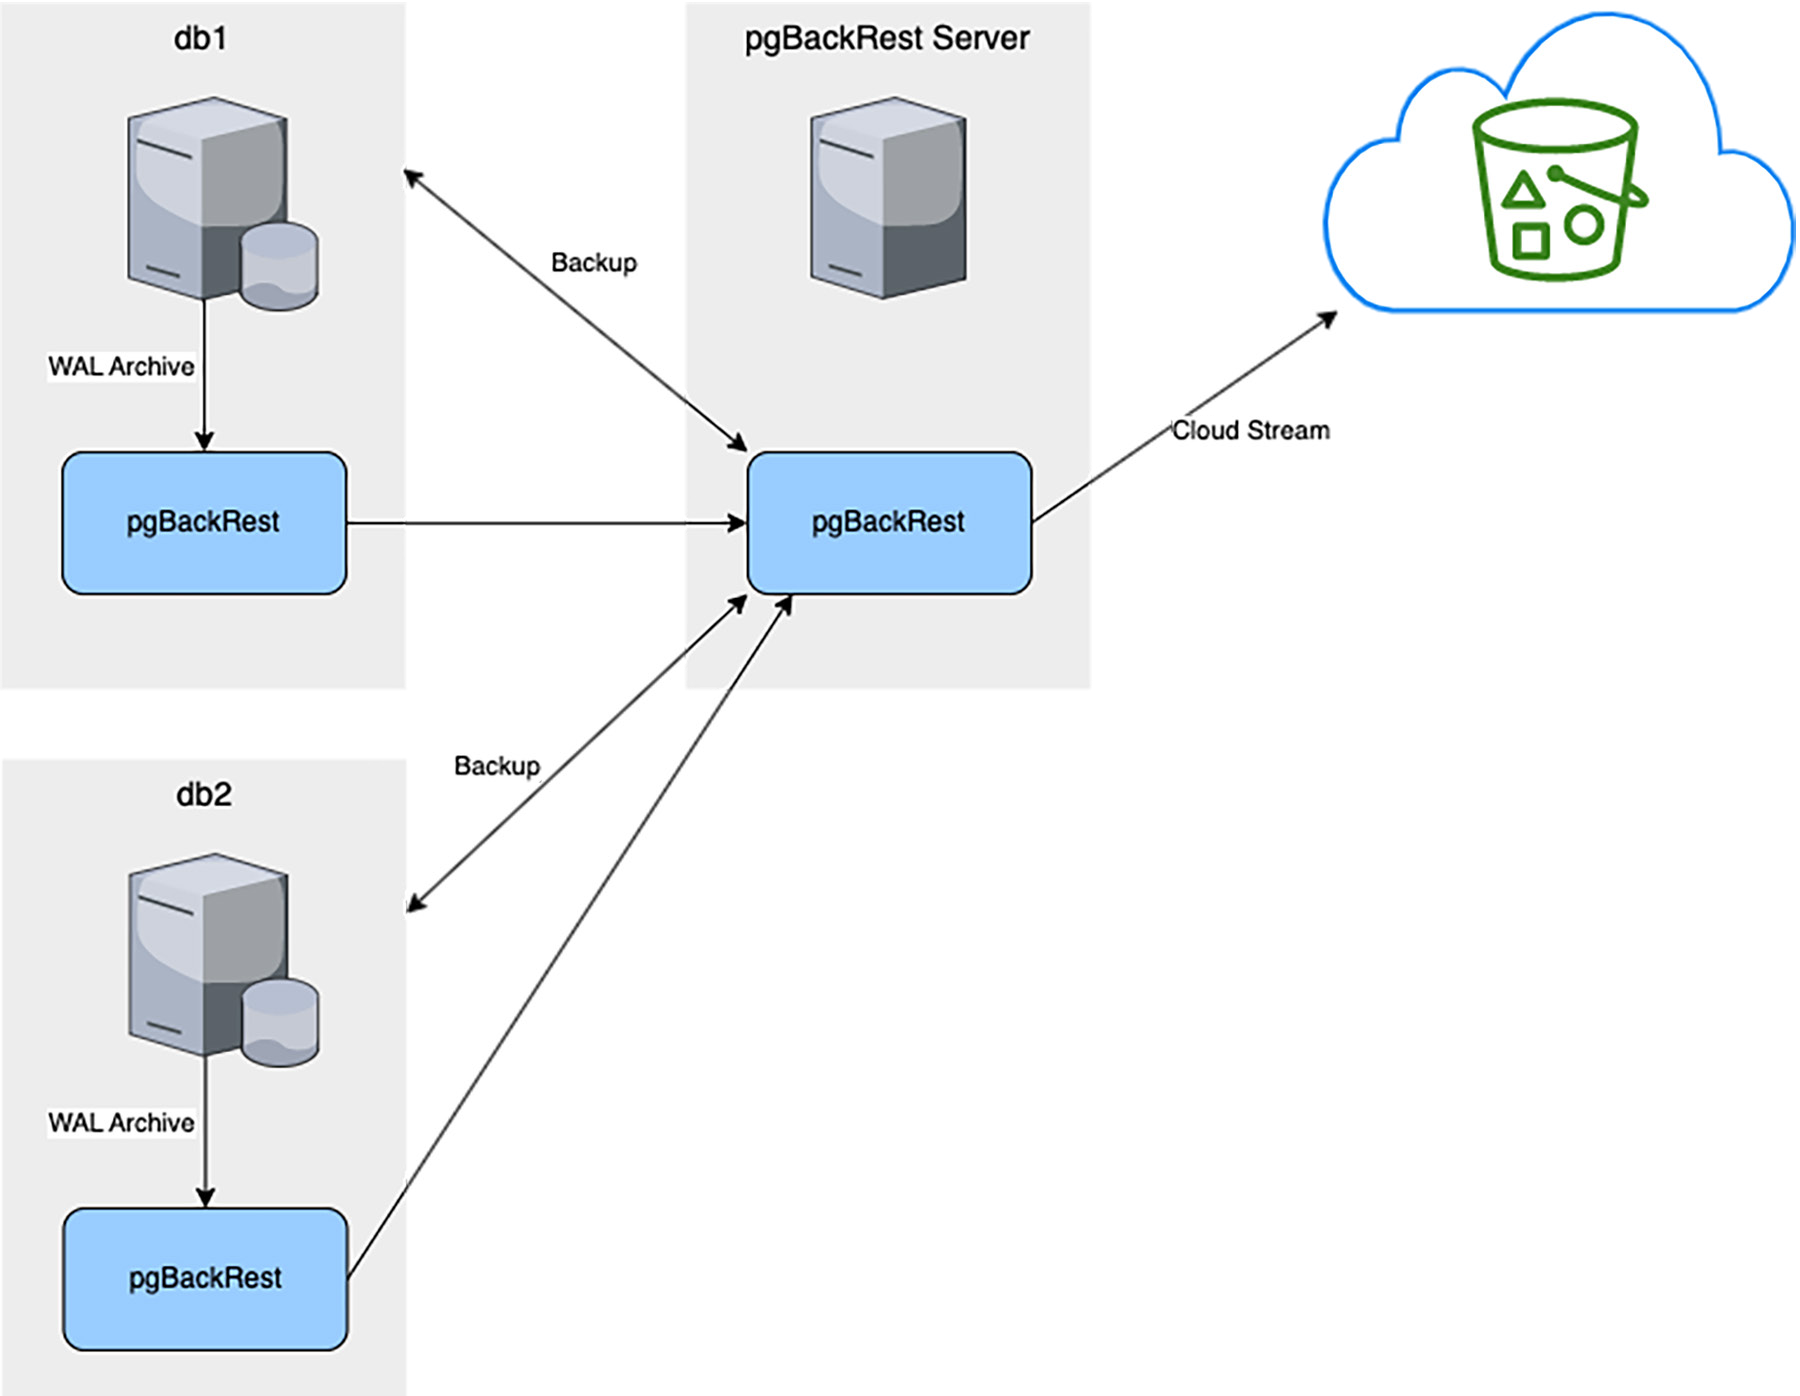 db1
pgBackRest Server
Backup
WAL Archive
Cloud Stream
pgBackRest
pgBackRest
Backup
db2
WAL Archive
pgBackRest